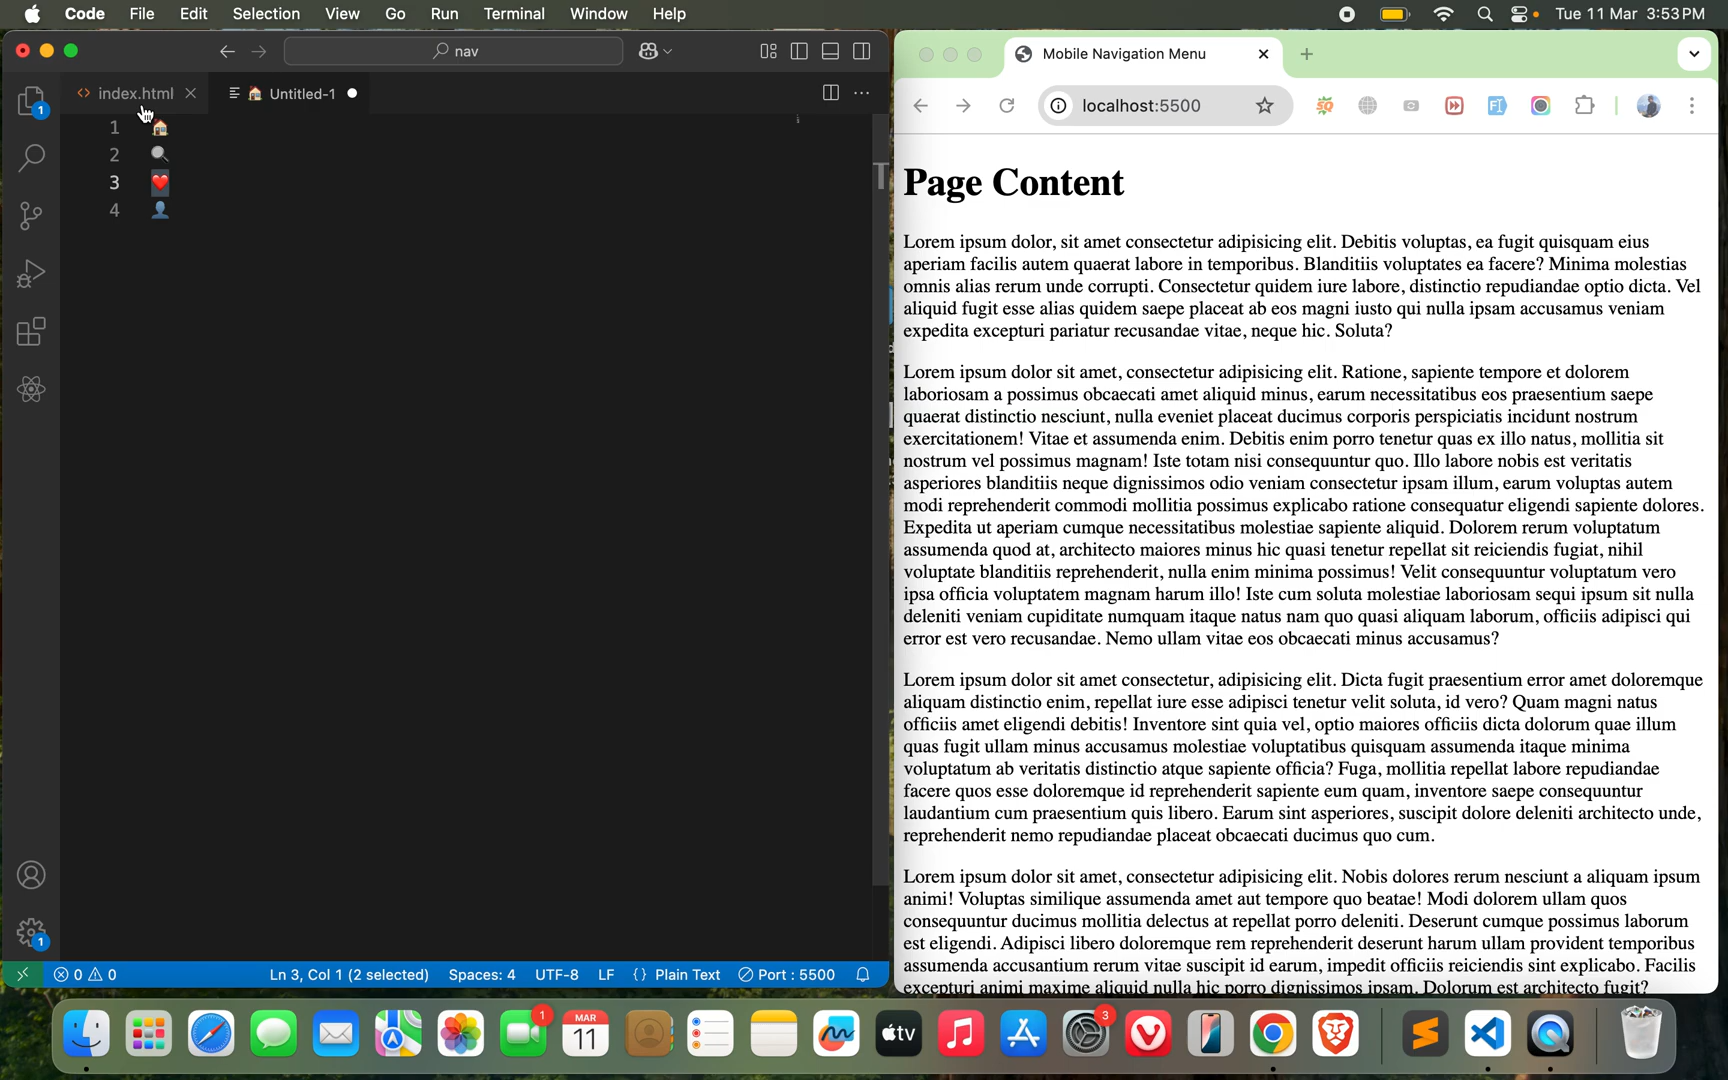 Code File Edit Selection View Go Run Terminal Window Help Tue 11 Mar 3:53 PM
nav
index.html Untitled-1
1 🏠
2 🔍
3 ❤️
4 👤
1
1
0 0 Ln 3, Col 1 (2 selected) Spaces: 4 UTF-8 LF {} Plain Text Port : 5500
Mobile Navigation Menu
localhost:5500
Page Content
Lorem ipsum dolor, sit amet consectetur adipisicing elit. Debitis voluptas, ea fugit quisquam eius
aperiam facilis autem quaerat labore in temporibus. Blanditiis voluptates ea facere? Minima molestias
omnis alias rerum unde corrupti. Consectetur quidem iure labore, distinctio repudiandae optio dicta. Vel
aliquid fugit esse alias quidem saepe placeat ab eos magni iusto qui nulla ipsam accusamus veniam
expedita excepturi pariatur recusandae vitae, neque hic. Soluta?
Lorem ipsum dolor sit amet, consectetur adipisicing elit. Ratione, sapiente tempore et dolorem
laboriosam a possimus obcaecati amet aliquid minus, earum necessitatibus eos praesentium saepe
quaerat distinctio nesciunt, nulla eveniet placeat ducimus corporis perspiciatis incidunt nostrum
exercitationem! Vitae et assumenda enim. Debitis enim porro tenetur quas ex illo natus, mollitia sit
nostrum vel possimus magnam! Iste totam nisi consequuntur quo. Illo labore nobis est veritatis
asperiores blanditiis neque dignissimos odio veniam consectetur ipsam illum, earum voluptas autem
modi reprehenderit commodi mollitia possimus explicabo ratione consequatur eligendi sapiente dolores.
Expedita ut aperiam cumque necessitatibus molestiae sapiente aliquid. Dolorem rerum voluptatum
assumenda quod at, architecto maiores minus hic quasi tenetur repellat sit reiciendis fugiat, nihil
voluptate blanditiis reprehenderit, nulla enim minima possimus! Velit consequuntur voluptatum vero
ipsa officia voluptatem magnam harum illo! Iste cum soluta molestiae laboriosam sequi ipsum sit nulla
deleniti veniam cupiditate numquam itaque natus nam quo quasi aliquam laborum, officiis adipisci qui
error est vero recusandae. Nemo ullam vitae eos obcaecati minus accusamus?
Lorem ipsum dolor sit amet consectetur, adipisicing elit. Dicta fugit praesentium error amet doloremque
aliquam distinctio enim, repellat iure esse adipisci tenetur velit soluta, id vero? Quam magni natus
officiis amet eligendi debitis! Inventore sint quia vel, optio maiores officiis dicta dolorum quae illum
quas fugit ullam minus accusamus molestiae voluptatibus quisquam assumenda itaque minima
voluptatum ab veritatis distinctio atque sapiente officia? Fuga, mollitia repellat labore repudiandae
facere quos esse doloremque id reprehenderit sapiente eum quam, inventore saepe consequuntur
laudantium cum praesentium quis libero. Earum sint asperiores, suscipit dolore deleniti architecto unde,
reprehenderit nemo repudiandae placeat obcaecati ducimus quo cum.
Lorem ipsum dolor sit amet, consectetur adipisicing elit. Nobis dolores rerum nesciunt a aliquam ipsum
animi! Voluptas similique assumenda amet aut tempore quo beatae! Modi dolorem ullam quos
consequuntur ducimus mollitia delectus at repellat porro deleniti. Deserunt cumque possimus laborum
est eligendi. Adipisci libero doloremque rem reprehenderit deserunt harum ullam provident temporibus
assumenda accusantium rerum vitae suscipit id earum, impedit officiis reiciendis sint explicabo. Facilis
excepturi animi maxime aliquid nulla hic porro dignissimos ipsam. Dolorum est architecto fugit?
1 MAR 11 tv 3